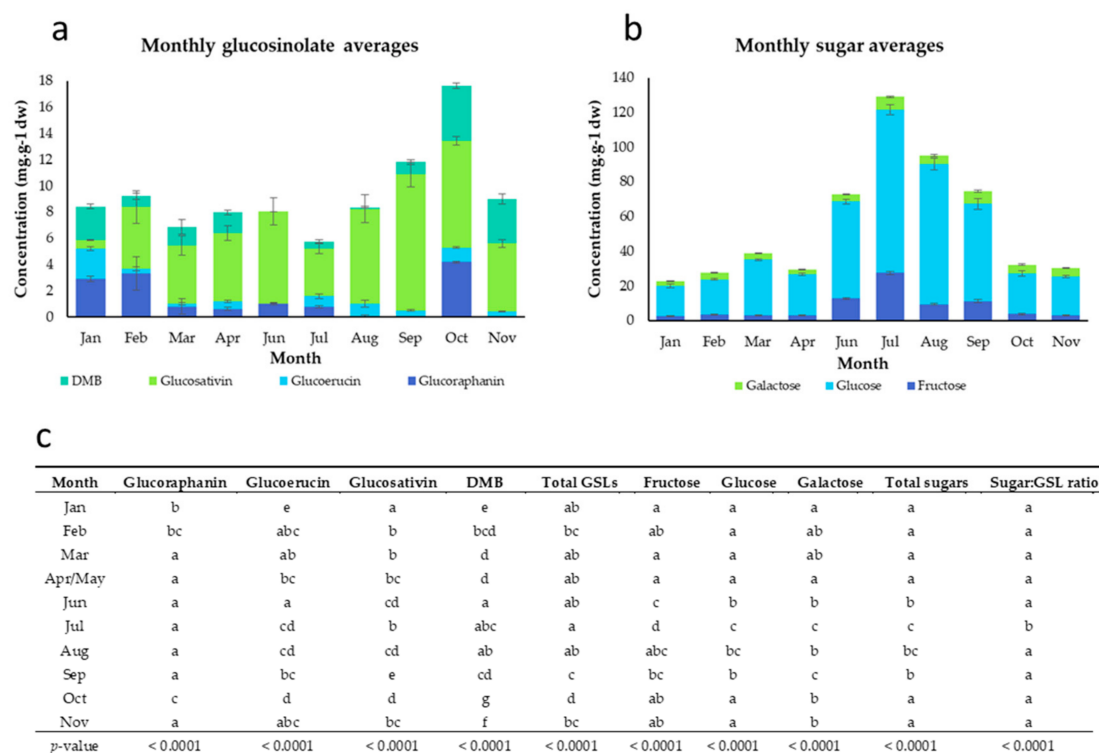 a
Monthly glucosinolate averages
Concentration (mg.g-1 dw)
18
16
14
12
10
8
6
4
2
0
Jan Feb Mar Apr Jun Jul Aug Sep Oct Nov
Month
DMB Glucosativin Glucoerucin Glucoraphanin
b
Monthly sugar averages
Concentration (mg.g-1 dw)
140
120
100
80
60
40
20
0
Jan Feb Mar Apr Jun Jul Aug Sep Oct Nov
Month
Galactose Glucose Fructose
c
Month Glucoraphanin Glucoerucin Glucosativin DMB Total GSLs Fructose Glucose Galactose Total sugars Sugar:GSL ratio
Jan b e a e ab a a a a a
Feb bc abc b bcd bc ab a ab a a
Mar a ab b d ab a a ab a a
Apr/May a bc bc d ab a a a a a
Jun a a cd a ab c b b b a
Jul a cd b abc a d c c c b
Aug a cd cd ab ab abc bc b bc a
Sep a bc e cd c bc b c b a
Oct c d d g d ab a b a a
Nov a abc bc f bc ab a b a a
p-value < 0.0001 < 0.0001 < 0.0001 < 0.0001 < 0.0001 < 0.0001 < 0.0001 < 0.0001 < 0.0001 < 0.0001